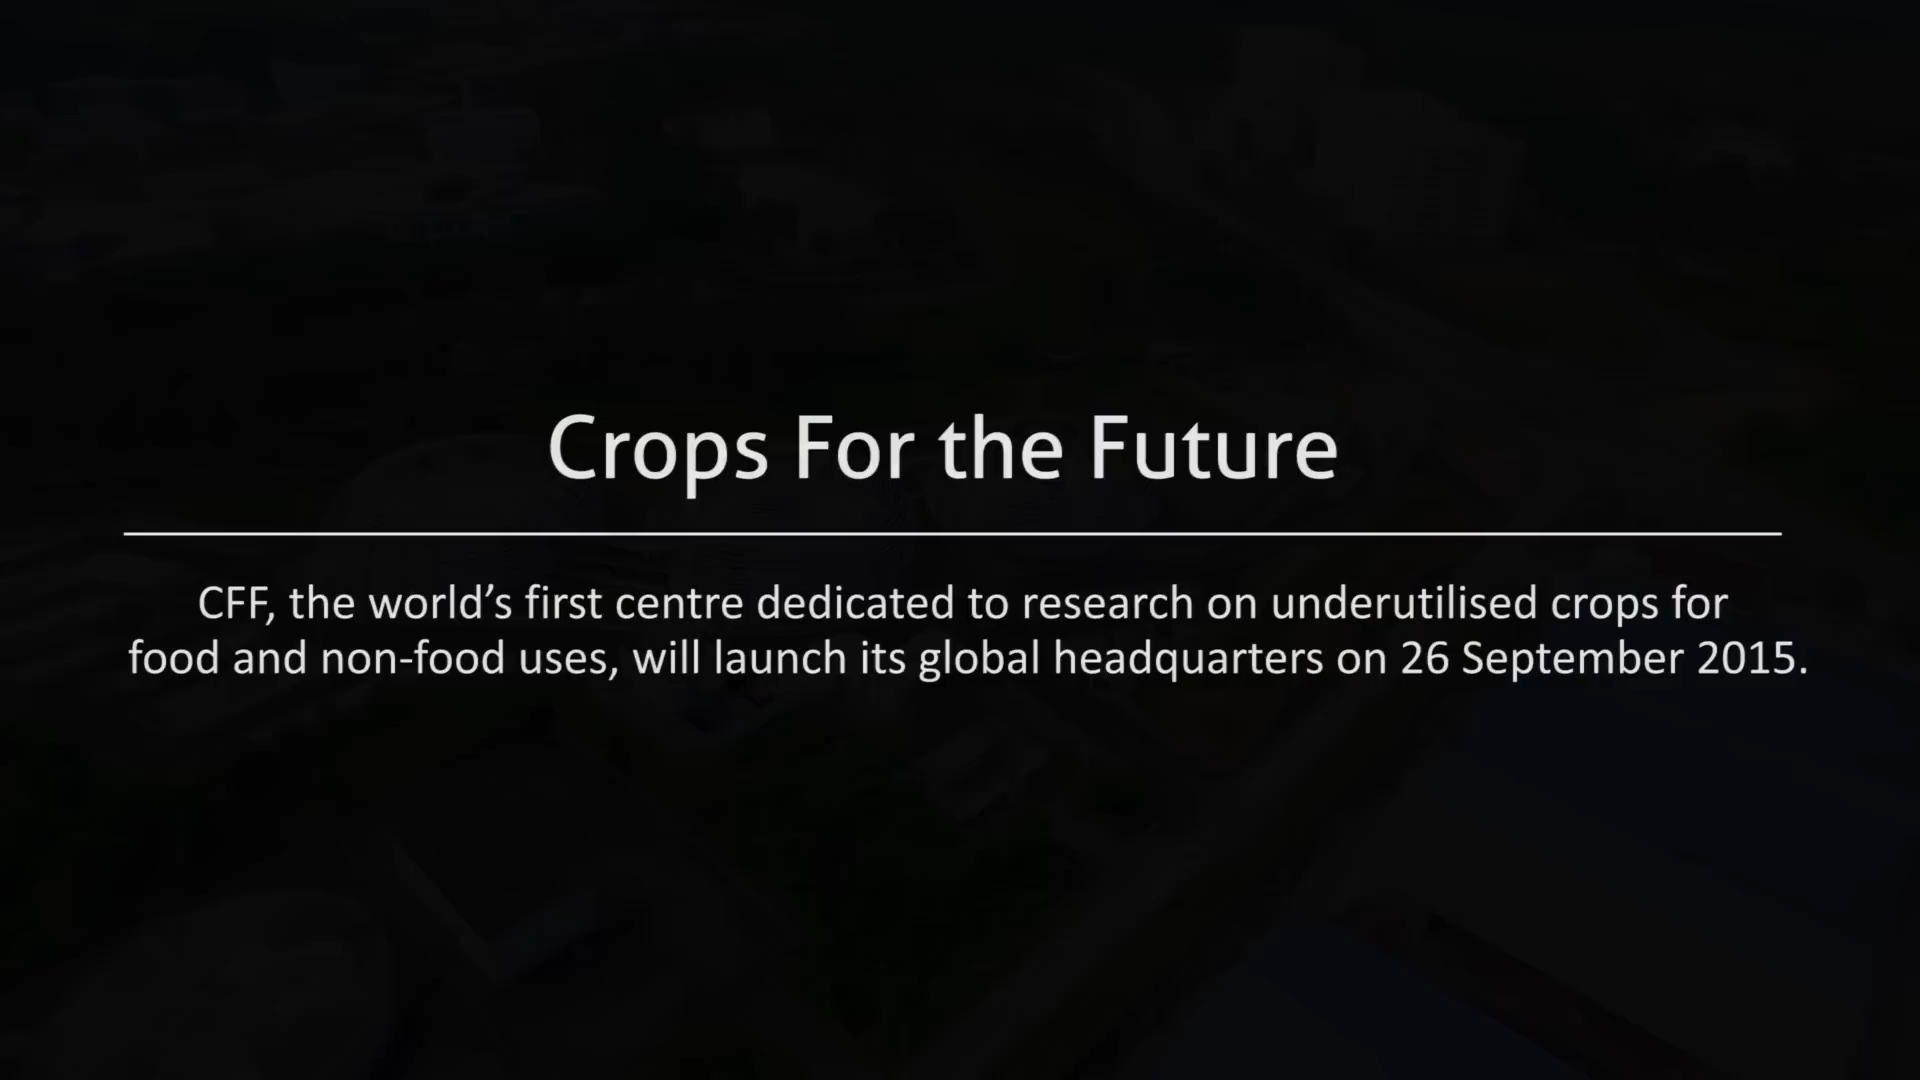 Crops For the Future
CFF, the world’s first centre dedicated to research on underutilised crops for
food and non-food uses, will launch its global headquarters on 26 September 2015.